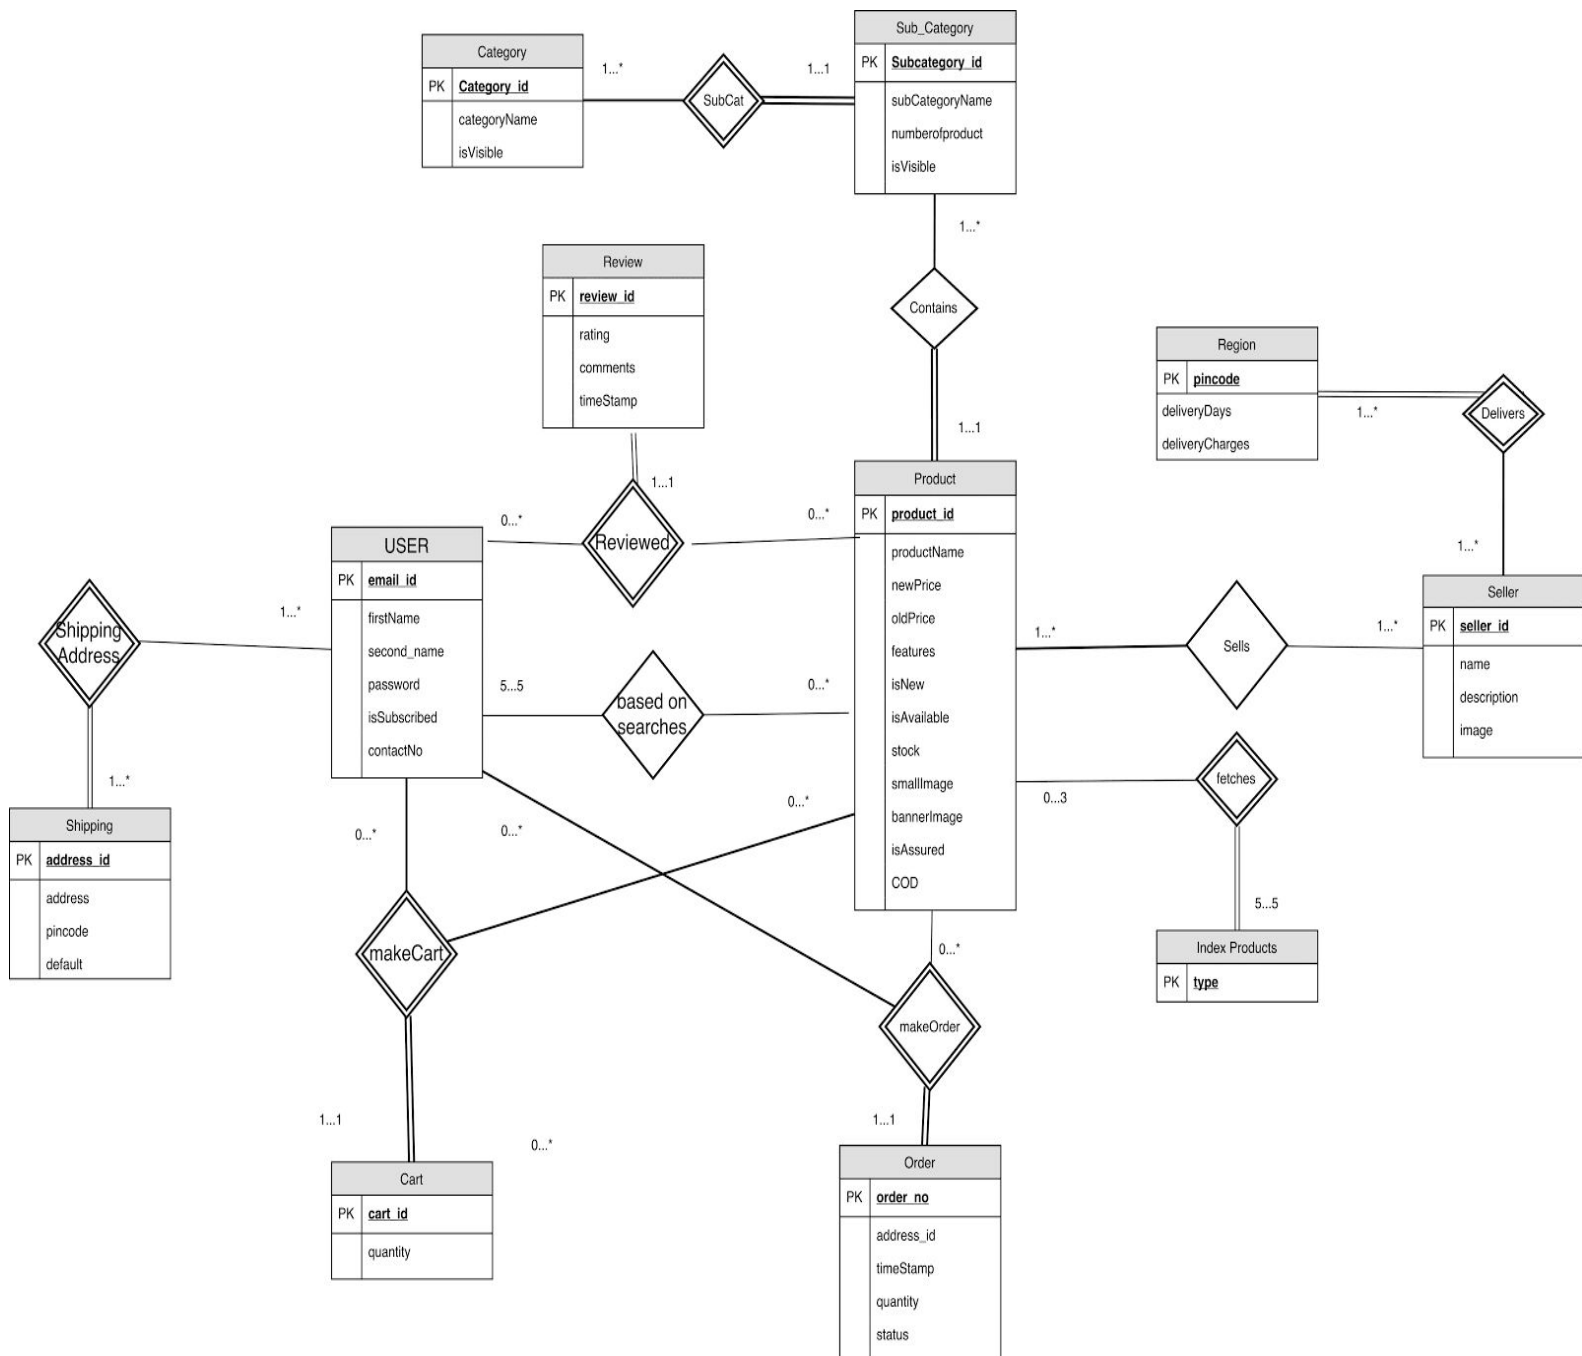 Category
PK Category_id
categoryName
isVisible
1...*
SubCat
1...1
Sub_Category
PK Subcategory_id
subCategoryName
numberofproduct
isVisible
1...*
Contains
1...1
Review
PK review_id
rating
comments
timeStamp
1...1
0...*
Reviewed
0...*
Region
PK pincode
deliveryDays
deliveryCharges
1...*
Delivers
1...*
USER
PK email_id
firstName
second_name
password
isSubscribed
contactNo
Product
PK product_id
productName
newPrice
oldPrice
features
isNew
isAvailable
stock
smallImage
bannerImage
isAssured
COD
Seller
PK seller_id
name
description
image
1...*
Sells
1...*
Shipping
Address
1...*
1...*
5...5
based on
searches
0...*
0...3
fetches
5...5
Index Products
PK type
Shipping
PK address_id
address
pincode
default
0...*
0...*
0...*
makeCart
0...*
makeOrder
1...1
0...*
1...1
Cart
PK cart_id
quantity
Order
PK order_no
address_id
timeStamp
quantity
status